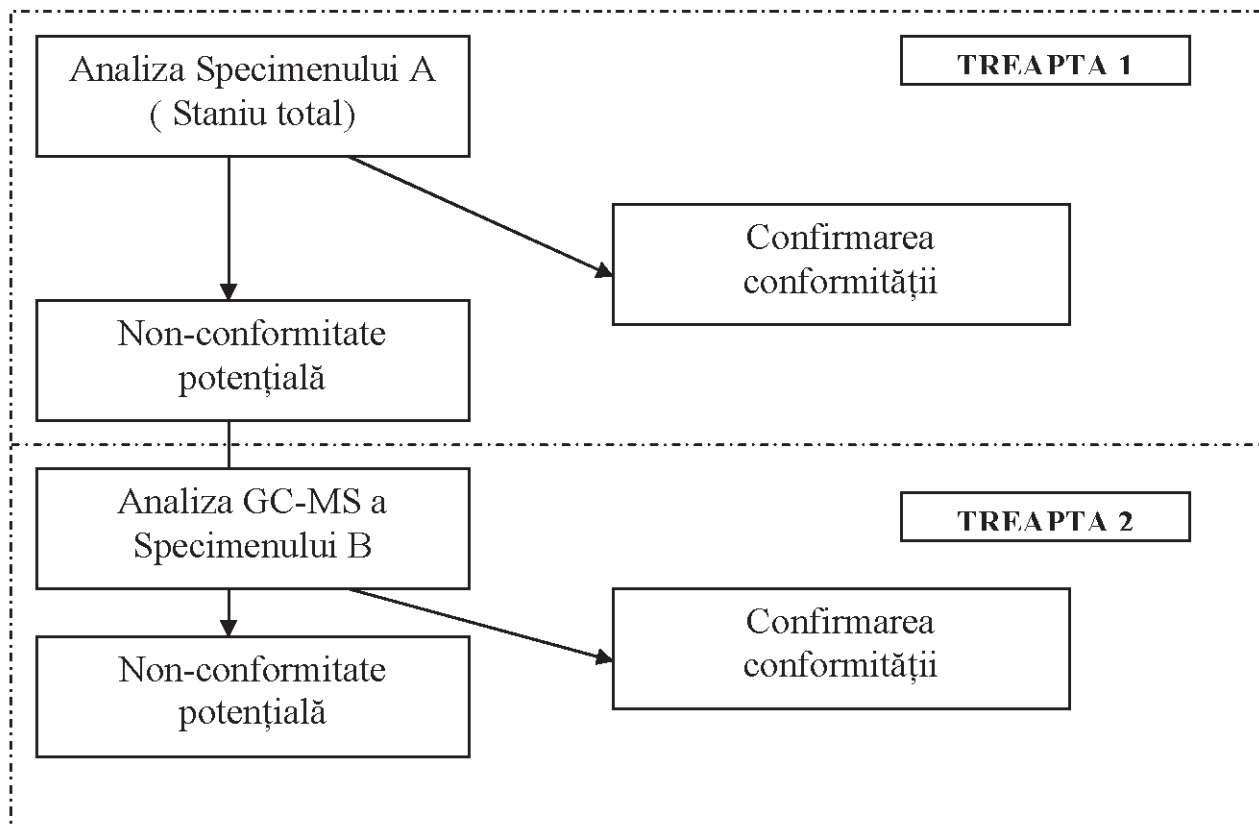 Analiza Specimenului A
( Staniu total)
TREAPTA 1
Confirmarea
conformității
Non-conformitate
potențială
Analiza GC-MS a
Specimenului B
TREAPTA 2
Confirmarea
conformității
Non-conformitate
potențială